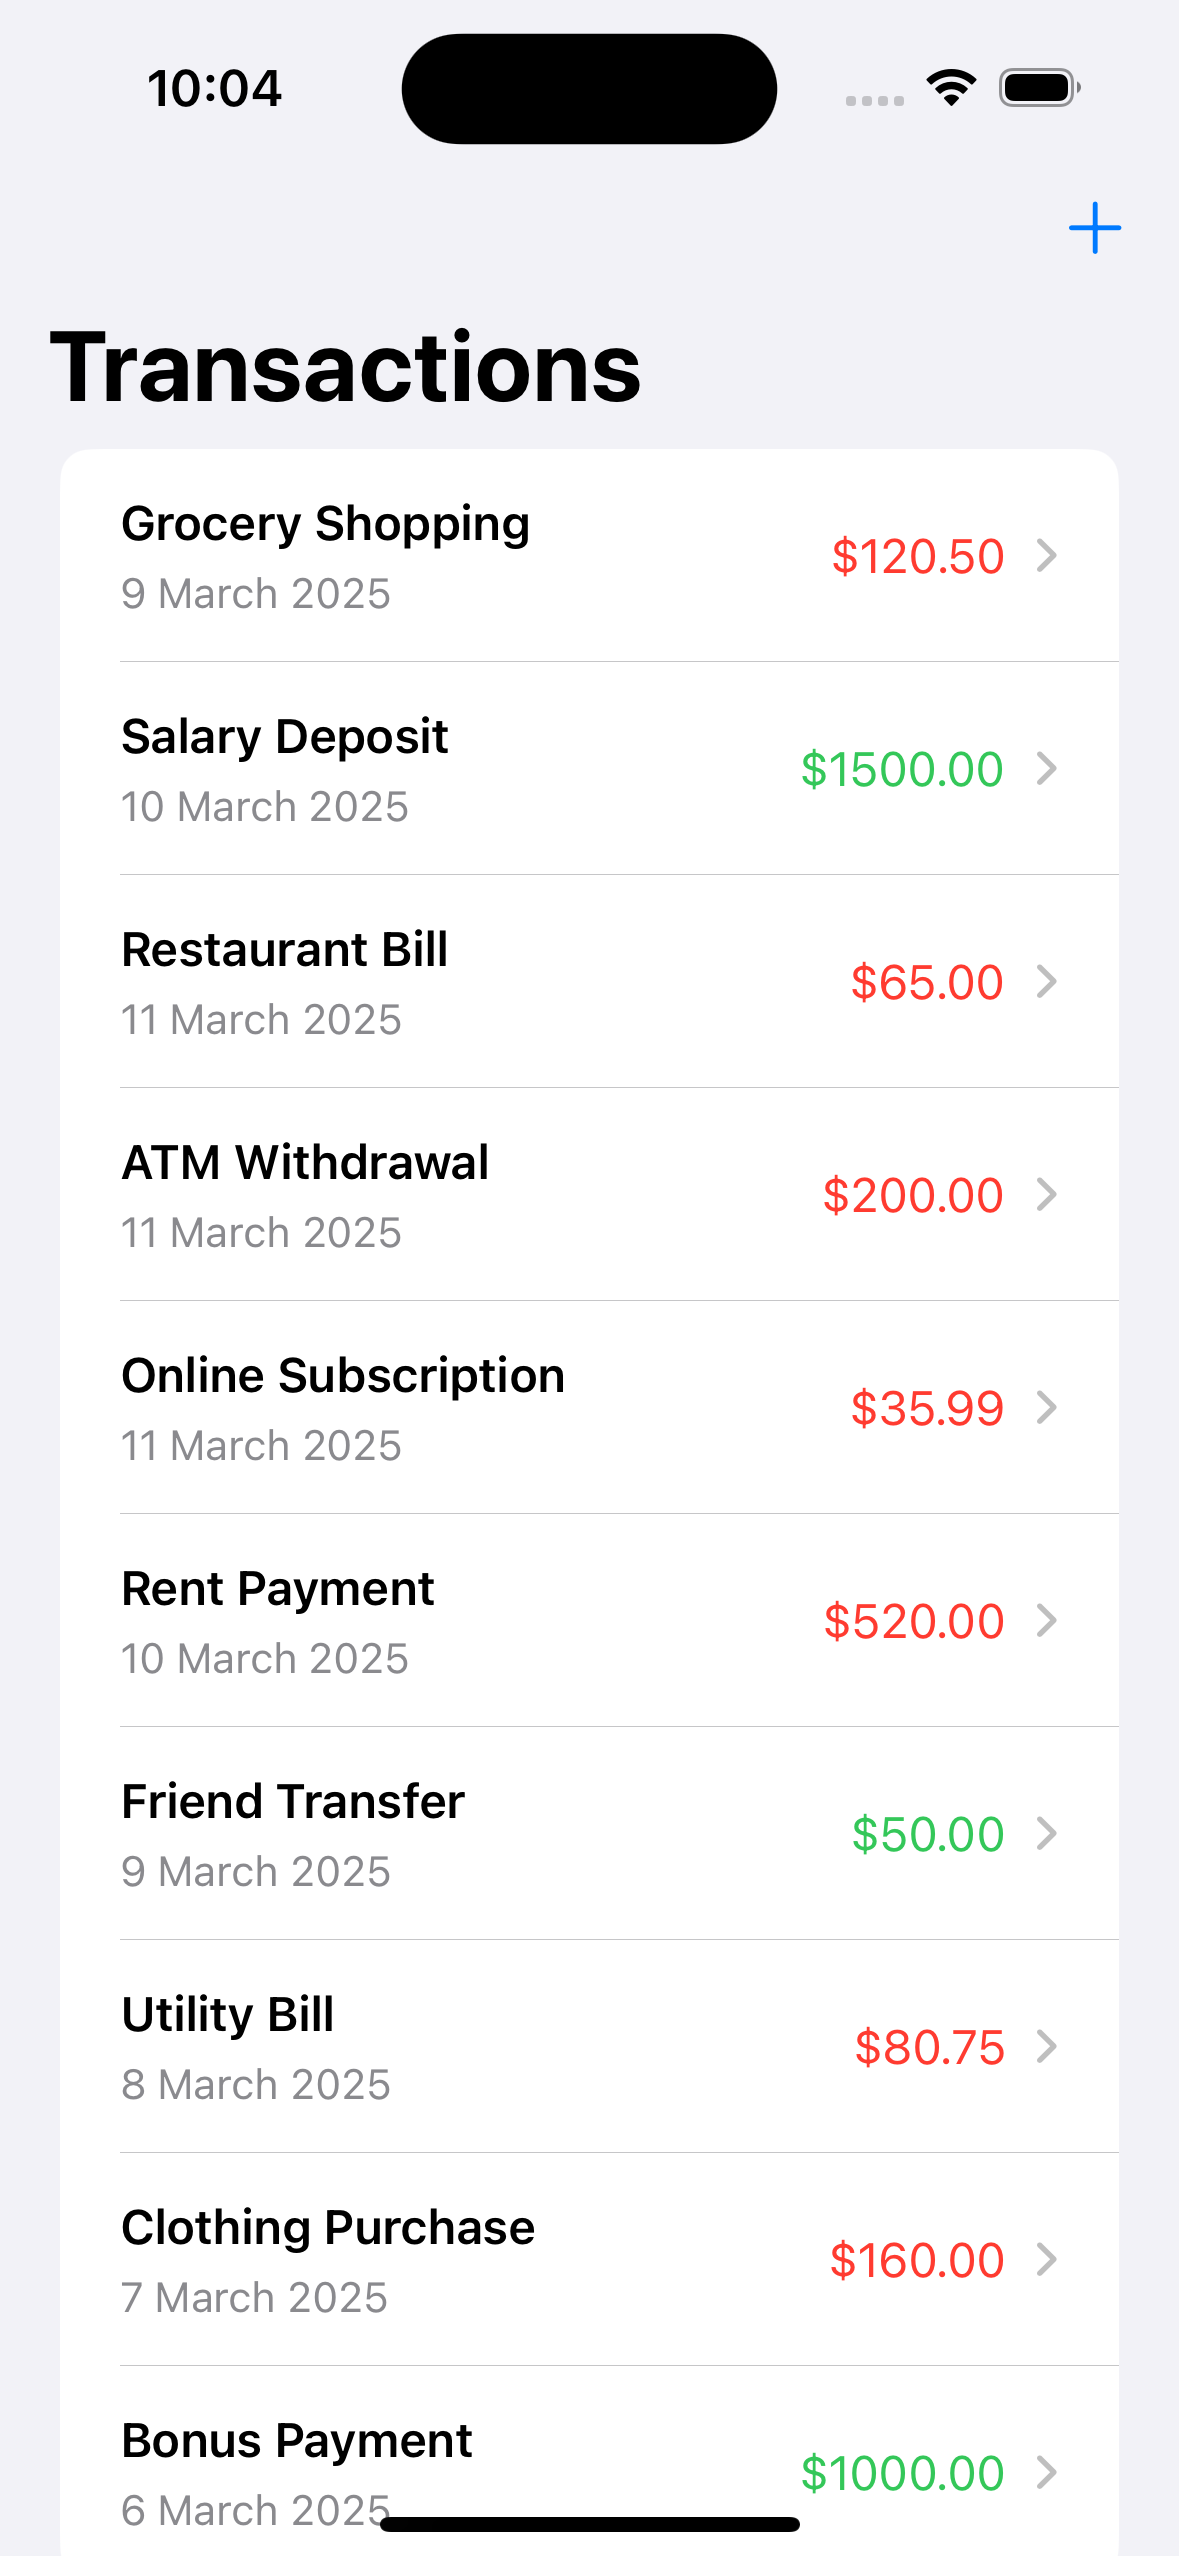 10:04
Transactions
Grocery Shopping
9 March 2025
$120.50
Salary Deposit
10 March 2025
$1500.00
Restaurant Bill
11 March 2025
$65.00
ATM Withdrawal
11 March 2025
$200.00
Online Subscription
11 March 2025
$35.99
Rent Payment
10 March 2025
$520.00
Friend Transfer
9 March 2025
$50.00
Utility Bill
8 March 2025
$80.75
Clothing Purchase
7 March 2025
$160.00
Bonus Payment
6 March 2025
$1000.00